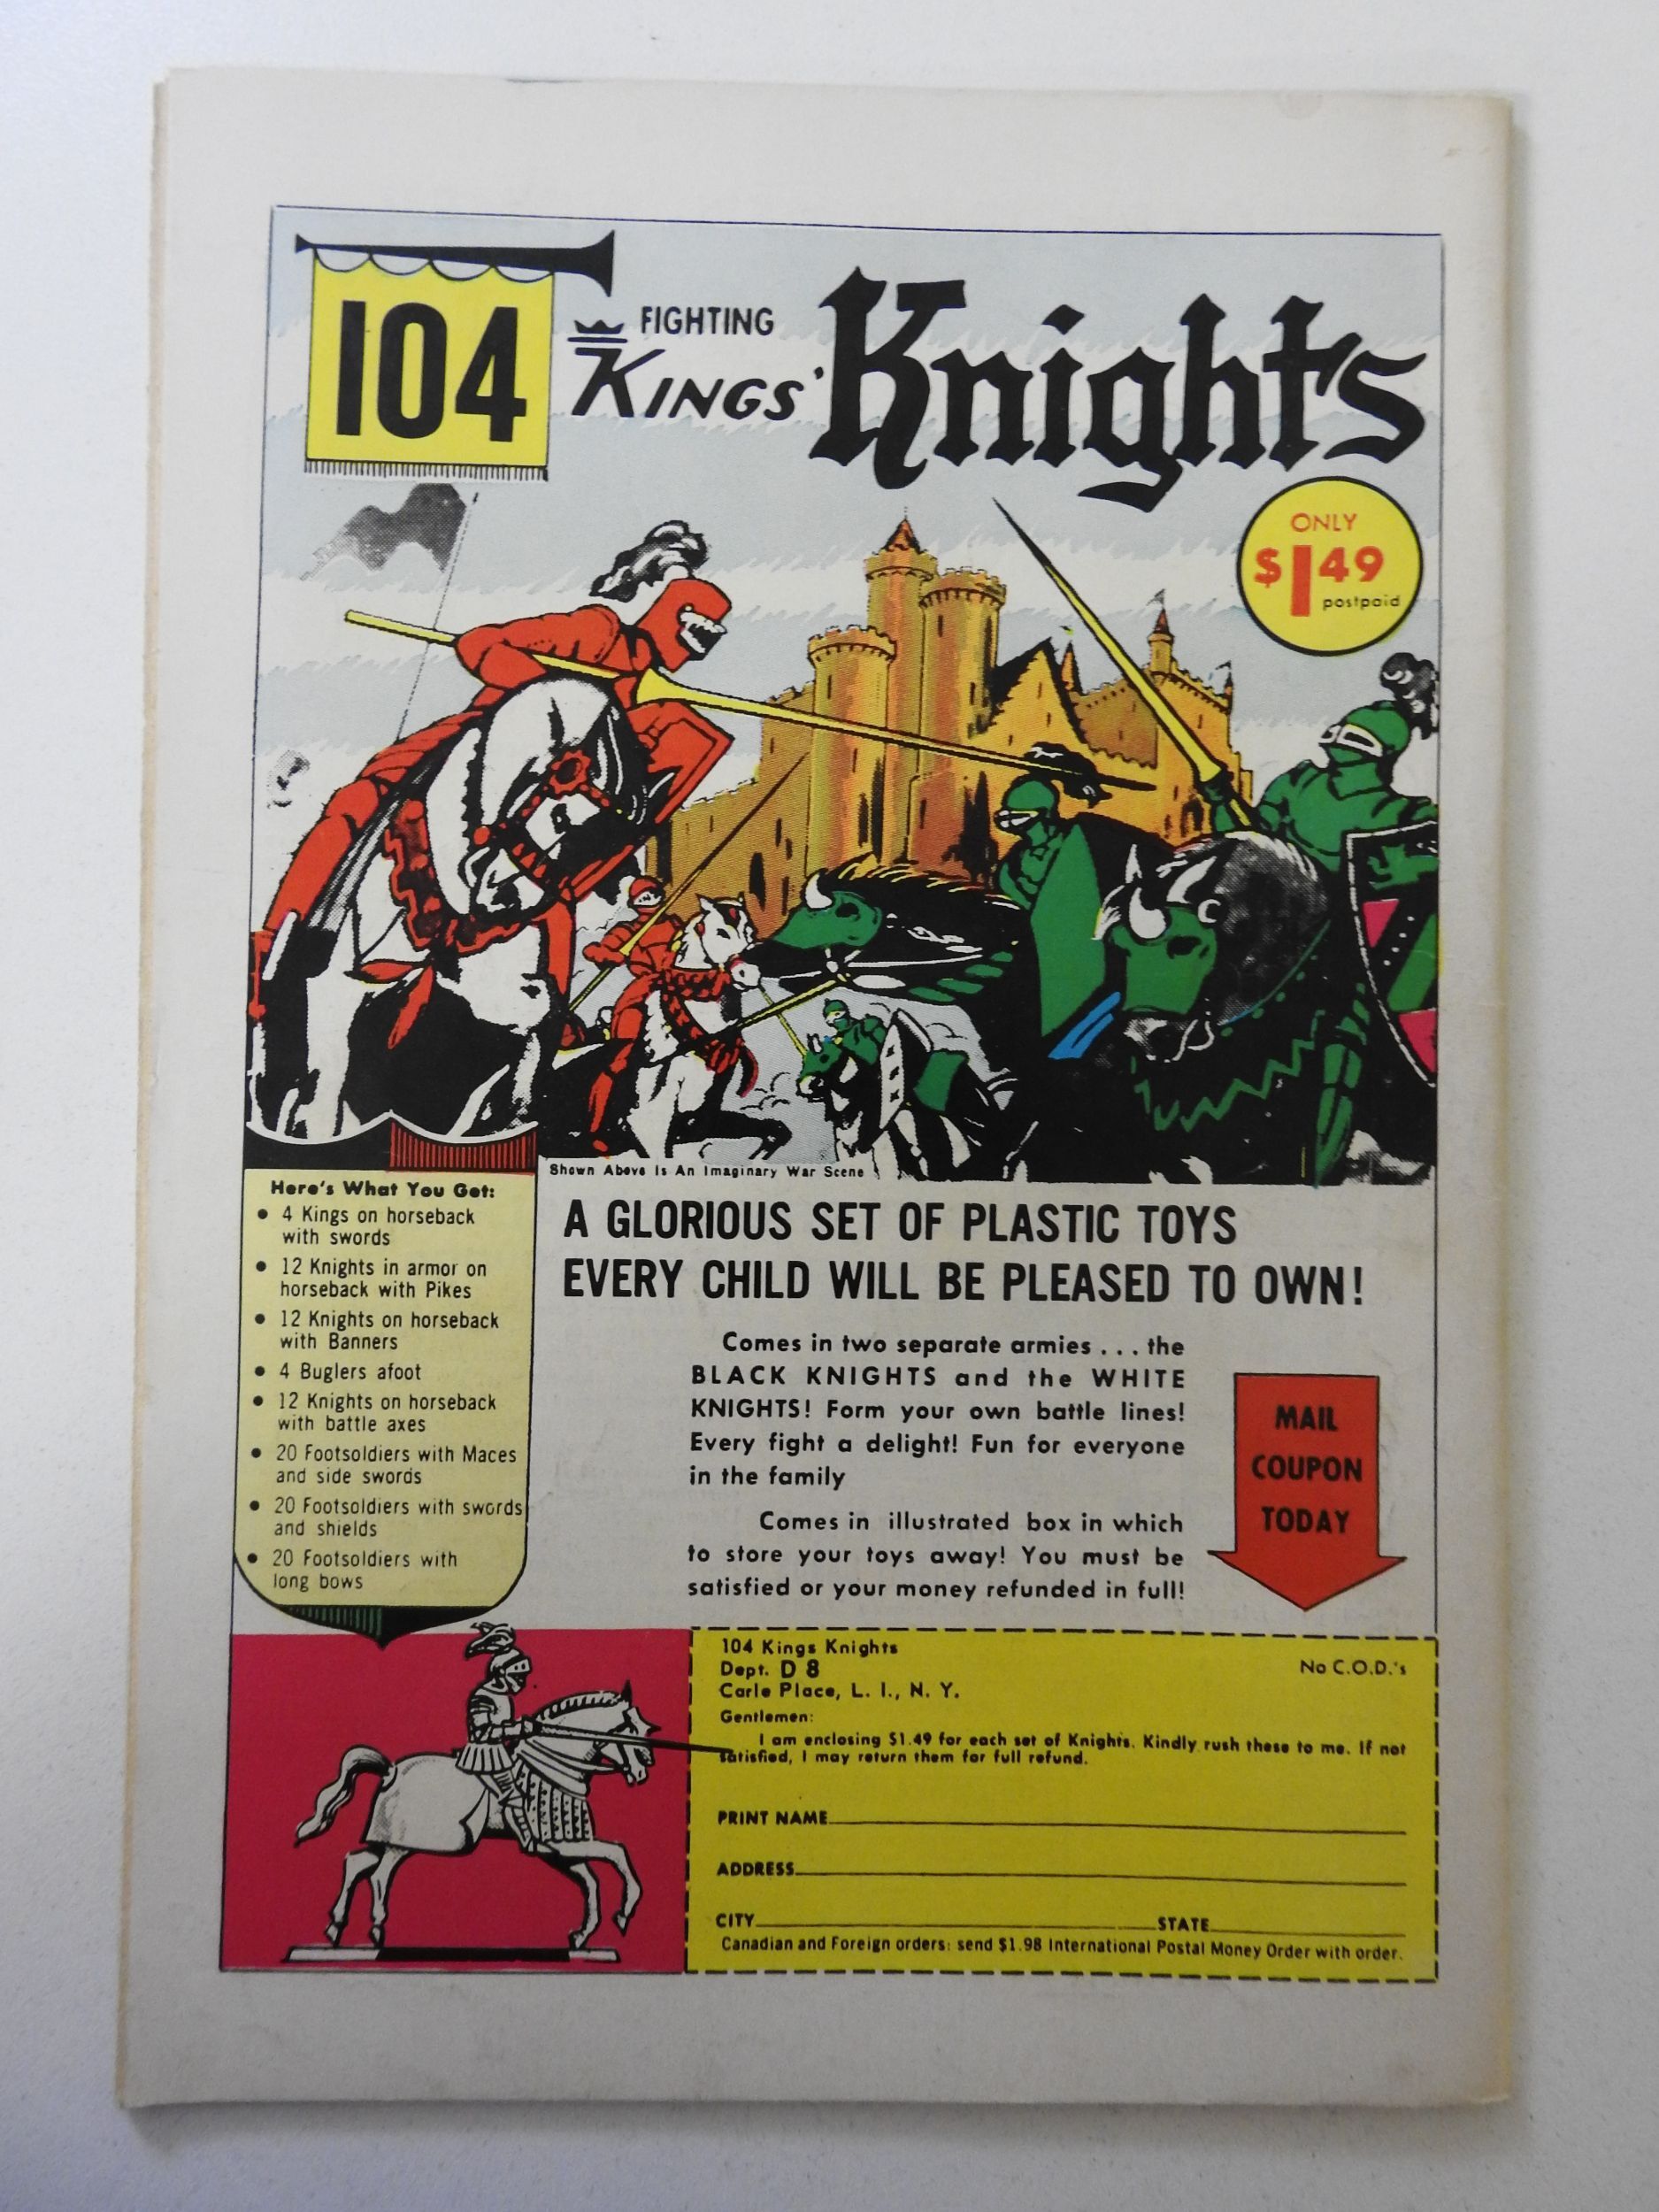 104
FIGHTING
KINGS' Knights
ONLY
$1.49
postpaid
Shown Above Is An Imaginary War Scene
Here's What You Get:
• 4 Kings on horseback
with swords
• 12 Knights in armor on
horseback with Pikes
• 12 Knights on horseback
with Banners
• 4 Buglers afoot
• 12 Knights on horseback
with battle axes
• 20 Footsoldiers with Maces
and side swords
• 20 Footsoldiers with swords
and shields
• 20 Footsoldiers with
long bows
A GLORIOUS SET OF PLASTIC TOYS
EVERY CHILD WILL BE PLEASED TO OWN!
Comes in two separate armies . . . the
BLACK KNIGHTS and the WHITE
KNIGHTS! Form your own battle lines!
Every fight a delight! Fun for everyone
in the family
Comes in illustrated box in which
to store your toys away! You must be
satisfied or your money refunded in full!
MAIL
COUPON
TODAY
104 Kings Knights
Dept. D 8
No C.O.D.'s
Carle Place, L. I., N. Y.
Gentlemen:
I am enclosing $1.49 for each set of Knights. Kindly rush these to me. If not
satisfied, I may return them for full refund.
PRINT NAME
ADDRESS
CITY STATE
Canadian and Foreign orders: send $1.98 International Postal Money Order with order.